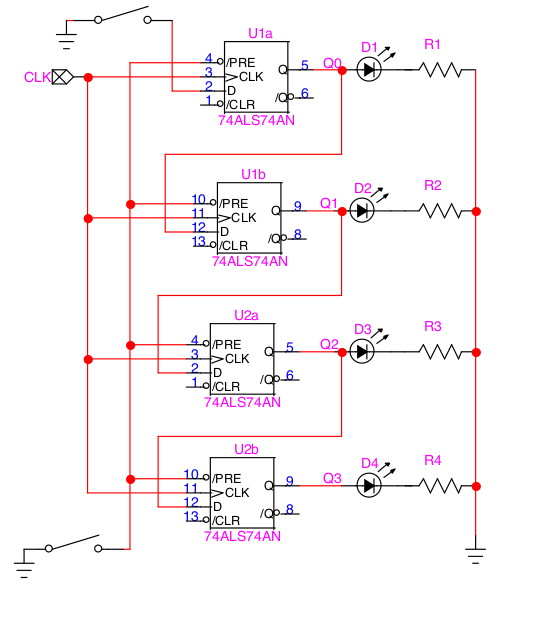 U1a
4 /PRE
3 CLK
2 D
1 /CLR
Q 5 Q0
/Q 6
74ALS74AN
D1
R1
CLK
U1b
10 /PRE
11 CLK
12 D
13 /CLR
Q 9 Q1
/Q 8
74ALS74AN
D2
R2
U2a
4 /PRE
3 CLK
2 D
1 /CLR
Q 5 Q2
/Q 6
74ALS74AN
D3
R3
U2b
10 /PRE
11 CLK
12 D
13 /CLR
Q 9 Q3
/Q 8
74ALS74AN
D4
R4